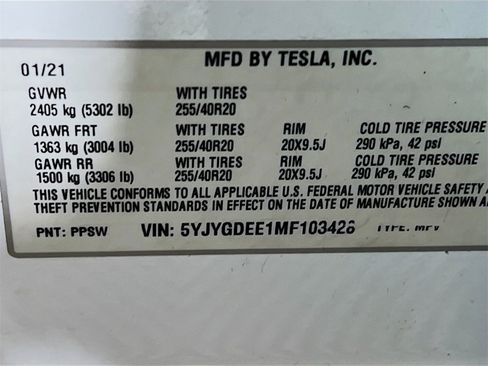 MFD BY TESLA, INC.
01/21
GVWR WITH TIRES
2405 kg (5302 lb) 255/40R20
GAWR FRT WITH TIRES RIM COLD TIRE PRESSURE
1363 kg (3004 lb) 255/40R20 20X9.5J 290 kPa, 42 psi
GAWR RR WITH TIRES RIM COLD TIRE PRESSURE
1500 kg (3306 lb) 255/40R20 20X9.5J 290 kPa, 42 psi
THIS VEHICLE CONFORMS TO ALL APPLICABLE U.S. FEDERAL MOTOR VEHICLE SAFETY
THEFT PREVENTION STANDARDS IN EFFECT ON THE DATE OF MANUFACTURE SHOWN
PNT: PPSW VIN: 5YJYGDEE1MF103426 TYPE: MPV